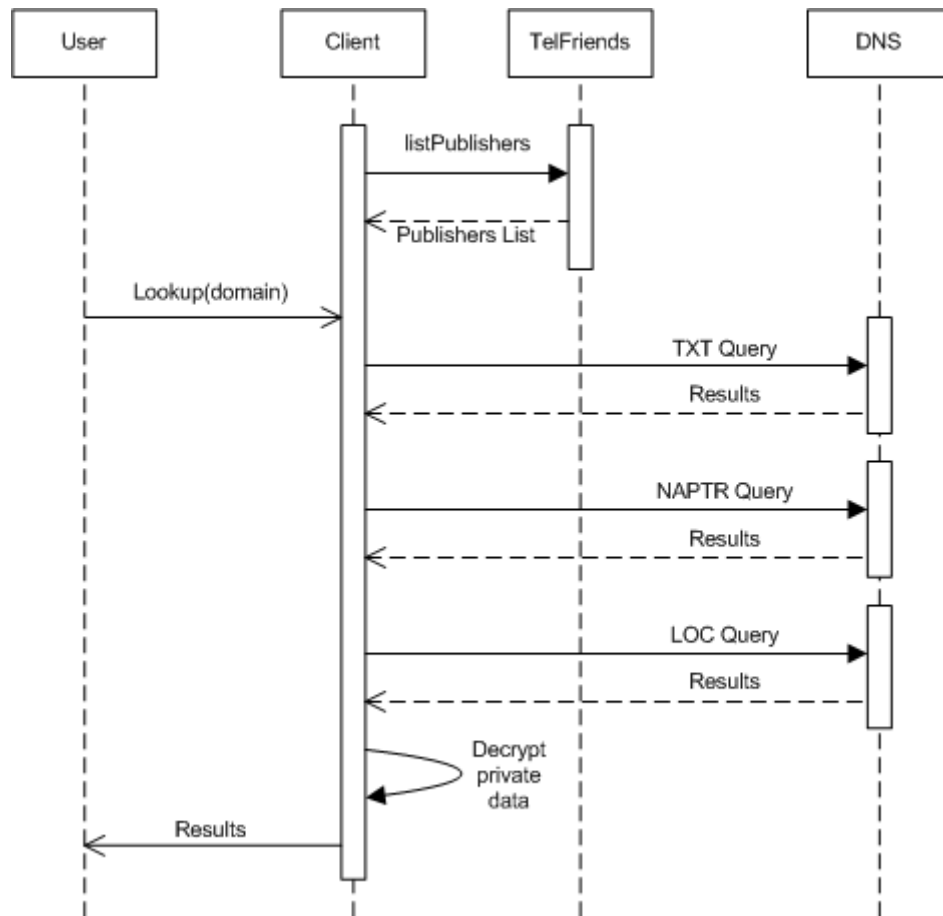 User
Client
TelFriends
DNS
listPublishers
Publishers List
Lookup(domain)
TXT Query
Results
NAPTR Query
Results
LOC Query
Results
Decrypt
private
data
Results